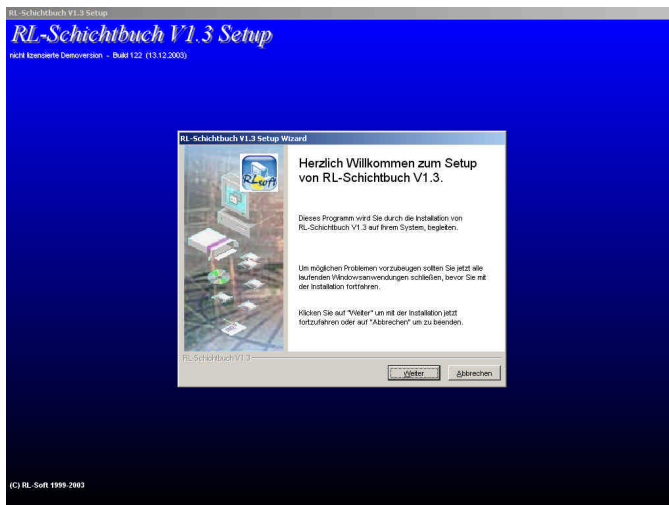 RL-Schichtbuch V1.3 Setup
RL-Schichtbuch V1.3 Setup
nicht lizensierte Demoversion - Build 122 (13.12.2003)
RL-Schichtbuch V1.3 Setup Wizard
RLsoft
Herzlich Willkommen zum Setup
von RL-Schichtbuch V1.3.
Dieses Programm wird Sie durch die Installation von
RL-Schichtbuch V1.3 auf Ihrem System, begleiten.
Um möglichen Problemen vorzubeugen sollten Sie jetzt alle
laufenden Windowsanwendungen schließen, bevor Sie mit
der Installation fortfahren.
Klicken Sie auf "Weiter" um mit der Installation jetzt
fortzufahren oder auf "Abbrechen" um zu beenden.
RL-Schichtbuch V1.3
Weiter
Abbrechen
(C) RL-Soft 1999-2003